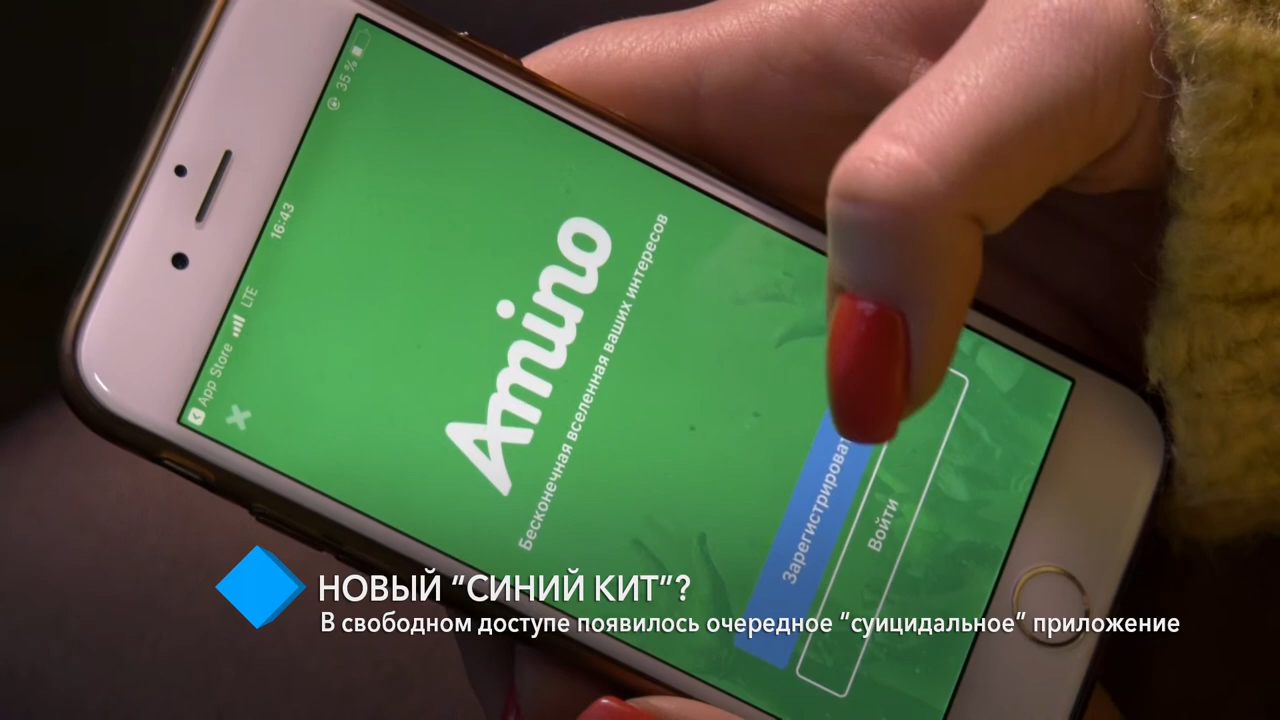 App Store
LTE
16:43
35 %
Amino
Бесконечная вселенная ваших интересов
Зарегистрироват
Войти
НОВЫЙ “СИНИЙ КИТ”?
В свободном доступе появилось очередное “суицидальное” приложение